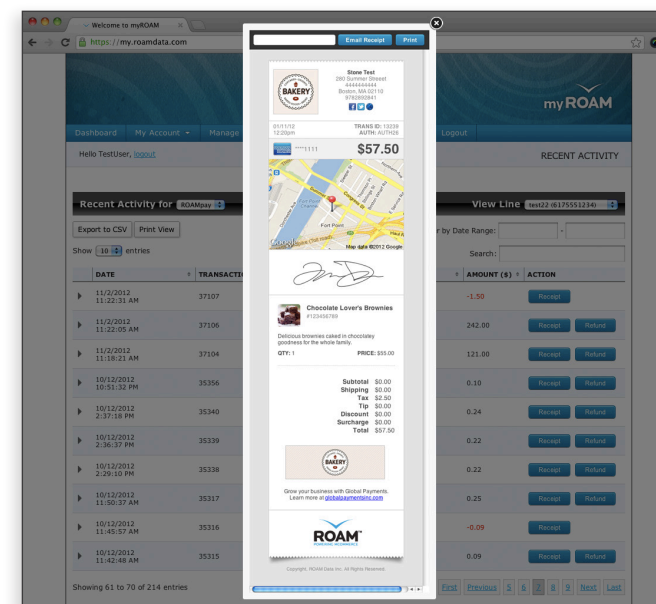 Welcome to myROAM
https://my.roamdata.com
Email Receipt Print
BAKERY
Stone Test
280 Summer Streeet
4444444444
Boston, MA 02110
9782892841
01/11/12
12:20pm
TRANS ID: 13239
AUTH: AUTH26
****1111
$57.50
Fort Point
Map data ©2012 Google
Chocolate Lover's Brownies
#123456789
Delicious brownies caked in chocolatey
goodness for the whole family.
QTY: 1 PRICE: $55.00
Subtotal $0.00
Shipping $0.00
Tax $2.50
Tip $0.00
Discount $0.00
Surcharge $0.00
Total $57.50
BAKERY
Grow your business with Global Payments.
Learn more at globalpaymentsinc.com
ROAM
Copyright ROAM Data Inc. All Rights Reserved.
myROAM
Dashboard My Account Manage Logout
Hello TestUser, logout
RECENT ACTIVITY
Recent Activity for ROAMpay View Line test22 (6175551234)
Export to CSV Print View
r by Date Range: -
Show 10 entries
Search:
DATE TRANSACTI AMOUNT ($) ACTION
11/2/2012
11:22:31 AM
37107 -1.50 Receipt
11/2/2012
11:22:05 AM
37106 242.00 Receipt Refund
11/2/2012
11:18:21 AM
37104 121.00 Receipt Refund
10/12/2012
10:51:32 PM
35356 0.10 Receipt Refund
10/12/2012
2:37:18 PM
35340 0.24 Receipt Refund
10/12/2012
2:36:37 PM
35339 0.22 Receipt Refund
10/12/2012
2:29:10 PM
35338 0.22 Receipt Refund
10/12/2012
11:50:37 AM
35317 0.25 Receipt Refund
10/12/2012
11:45:57 AM
35316 -0.09 Receipt
10/12/2012
11:42:48 AM
35315 0.09 Receipt Refund
Showing 61 to 70 of 214 entries
First Previous 5 6 7 8 9 Next Last